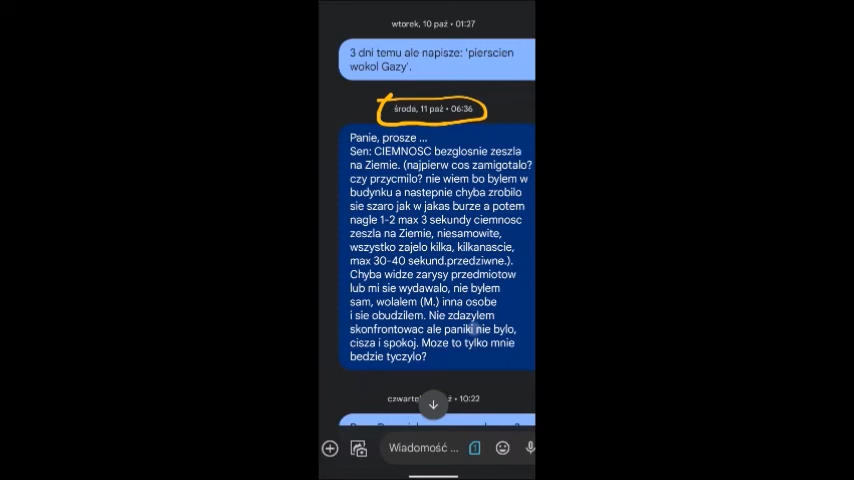 wtorek, 10 paź • 01:27
3 dni temu ale napisze: 'pierscien
wokol Gazy'.
środa, 11 paź • 06:36
Panie, prosze ...
Sen: CIEMNOSC bezglosnie zeszla
na Ziemie. (najpierw cos zamigotalo?
czy przycmilo? nie wiem bo bylem w
budynku a nastepnie chyba zrobilo
sie szaro jak w jakas burze a potem
nagle 1-2 max 3 sekundy ciemnosc
zeszla na Ziemie, niesamowite,
wszystko zajelo kilka, kilkanascie,
max 30-40 sekund.przedziwne.).
Chyba widze zarysy przedmiotow
lub mi sie wydawalo, nie bylem
sam, wolalem (M.) inna osobe
i sie obudzilem. Nie zdazylem
skonfrontowac ale paniki nie bylo,
cisza i spokoj. Moze to tylko mnie
bedzie tyczylo?
• 10:22
Wiadomość ...
1